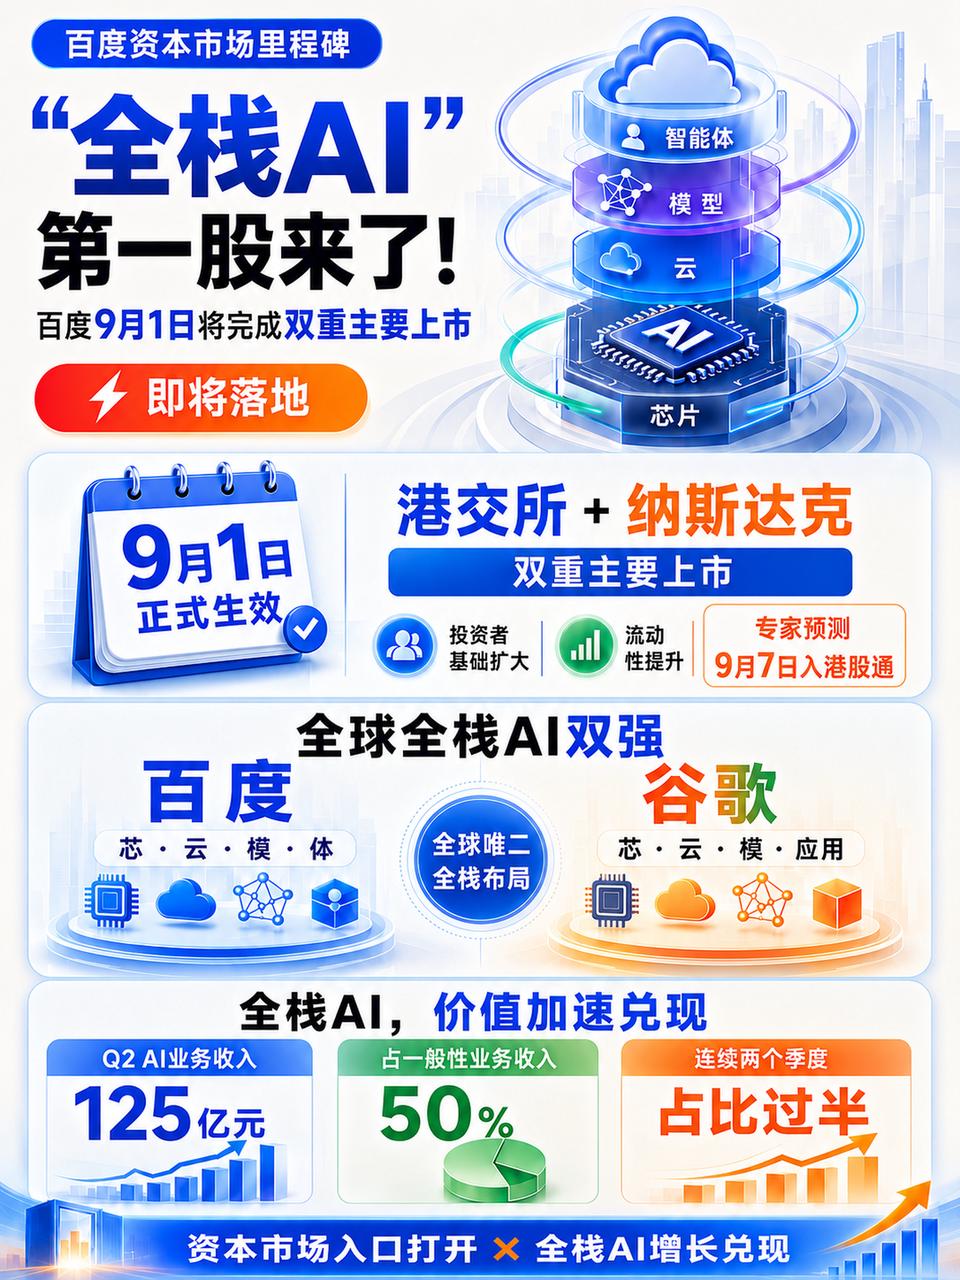 百度资本市场里程碑
“全栈AI”
第一股来了!
百度9月1日将完成双重主要上市
即将落地
智能体
模型
云
AI
芯片
9月1日
正式生效
港交所 + 纳斯达克
双重主要上市
投资者
基础扩大
流动
性提升
专家预测
9月7日入港股通
全球全栈AI双强
百度
芯·云·模·体
全球唯二
全栈布局
谷歌
芯·云·模·应用
全栈AI，价值加速兑现
Q2 AI业务收入
125亿元
占一般性业务收入
50%
连续两个季度
占比过半
资本市场入口打开 × 全栈AI增长兑现